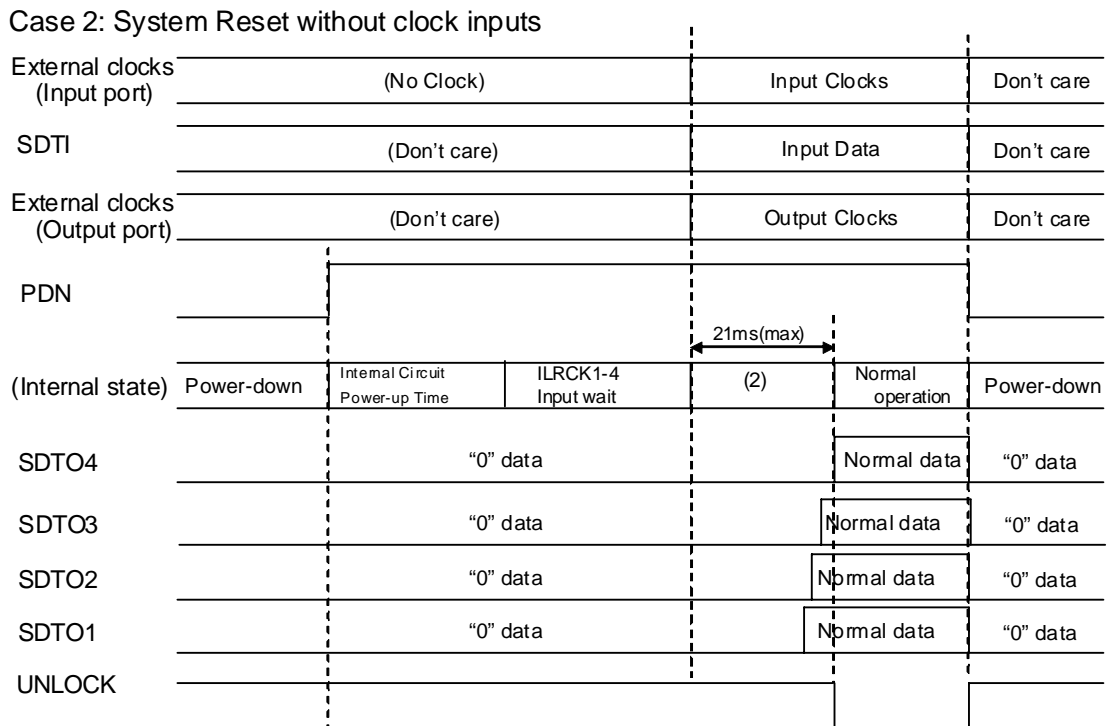 Case 2: System Reset without clock inputs
External clocks
(Input port)
(No Clock)
Input Clocks
Don't care
SDTI
(Don't care)
Input Data
Don't care
External clocks
(Output port)
(Don't care)
Output Clocks
Don't care
PDN
21ms(max)
(Internal state)
Power-down
Internal Circuit
Power-up Time
ILRCK1-4
Input wait
(2)
Normal
operation
Power-down
SDTO4
“0” data
Normal data
“0” data
SDTO3
“0” data
Normal data
“0” data
SDTO2
“0” data
Normal data
“0” data
SDTO1
“0” data
Normal data
“0” data
UNLOCK